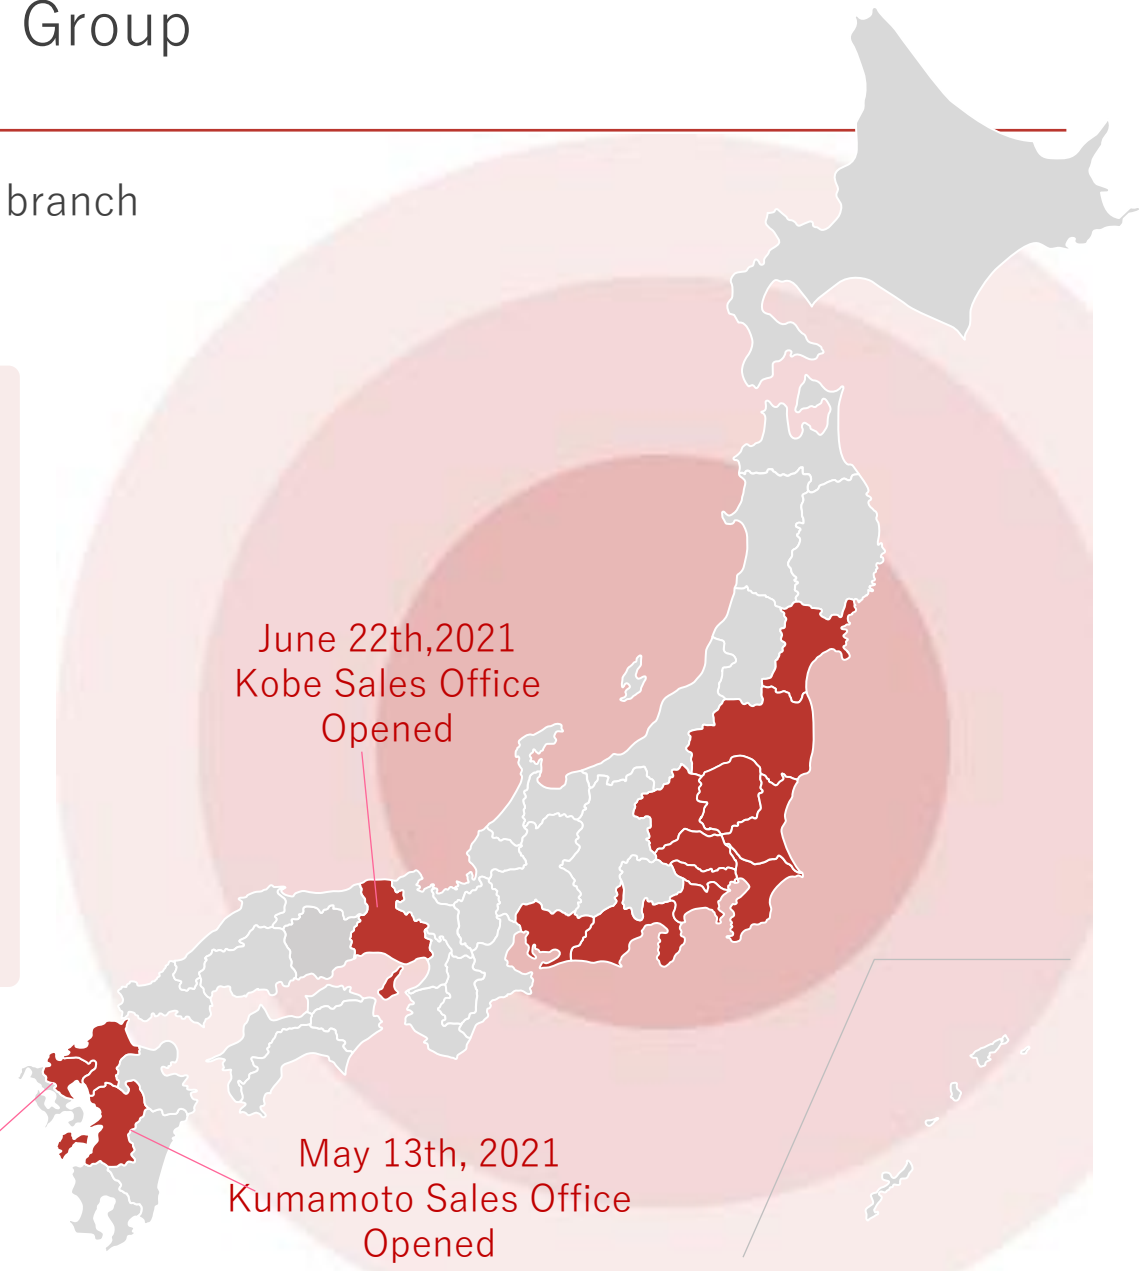 Group
branch
June 22th,2021
Kobe Sales Office
Opened
May 13th, 2021
Kumamoto Sales Office
Opened